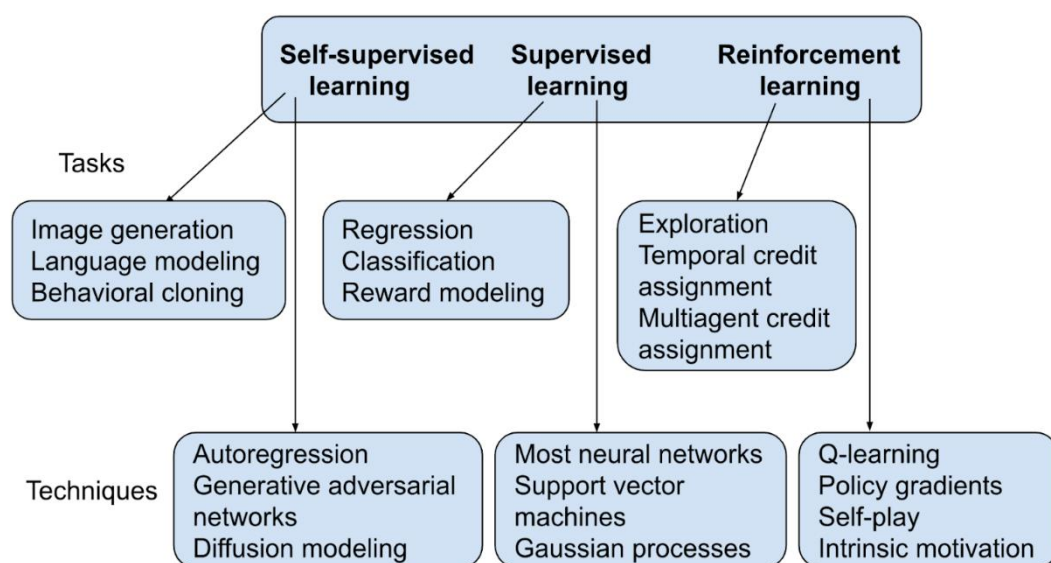 Self-supervised
learning
Supervised
learning
Reinforcement
learning
Tasks
Image generation
Language modeling
Behavioral cloning
Regression
Classification
Reward modeling
Exploration
Temporal credit
assignment
Multiagent credit
assignment
Techniques
Autoregression
Generative adversarial
networks
Diffusion modeling
Most neural networks
Support vector
machines
Gaussian processes
Q-learning
Policy gradients
Self-play
Intrinsic motivation